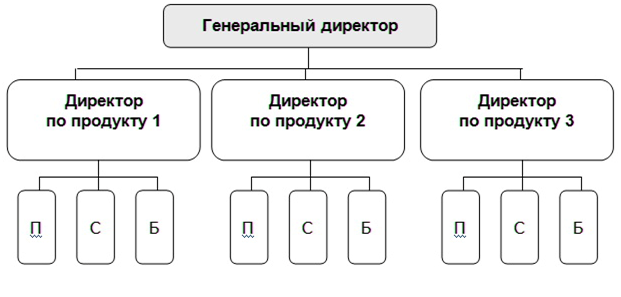 Генеральный директор
Директор
по продукту 1
Директор
по продукту 2
Директор
по продукту 3
П
С
Б
П
С
Б
П
С
Б